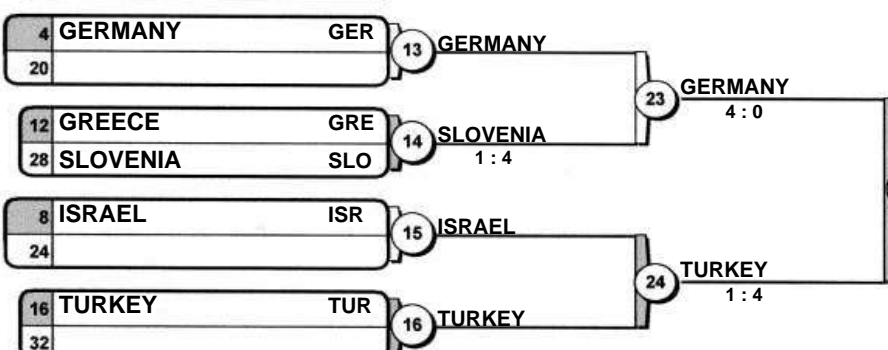 4 GERMANY GER
20
13 GERMANY
12 GREECE GRE
28 SLOVENIA SLO
14 SLOVENIA
1 : 4
23 GERMANY
4 : 0
8 ISRAEL ISR
24
15 ISRAEL
16 TURKEY TUR
32
16 TURKEY
24 TURKEY
1 : 4